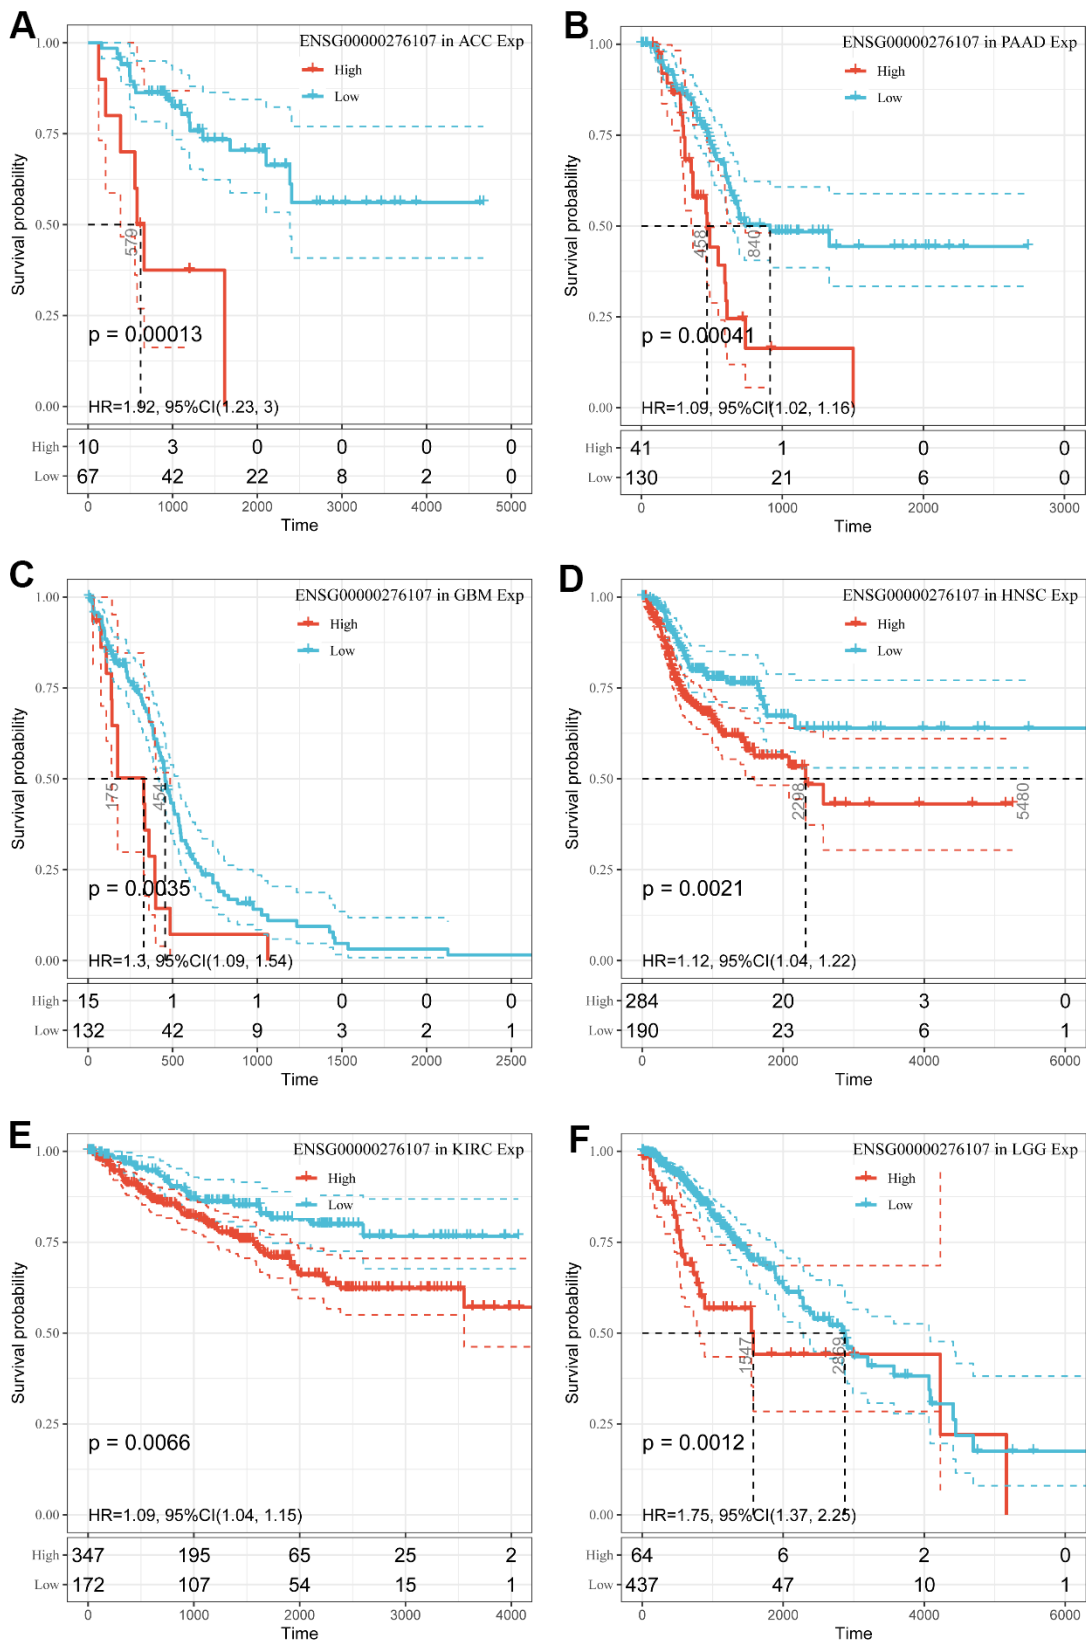 A
ENSG00000276107 in ACC Exp
High
Low
Survival probability
1.00
0.75
0.50
0.25
0.00
579
p = 0.00013
HR=1.92, 95%CI(1.23, 3)
High 10 3 0 0 0 0
Low 67 42 22 8 2 0
0 1000 2000 3000 4000 5000
Time
B
ENSG00000276107 in PAAD Exp
High
Low
Survival probability
1.00
0.75
0.50
0.25
0.00
458
840
p = 0.00041
HR=1.09, 95%CI(1.02, 1.16)
High 41 1 0 0
Low 130 21 6 0
0 1000 2000 3000
Time
C
ENSG00000276107 in GBM Exp
High
Low
Survival probability
1.00
0.75
0.50
0.25
0.00
175
454
p = 0.0035
HR=1.3, 95%CI(1.09, 1.54)
High 15 1 1 0 0 0
Low 132 42 9 3 2 1
0 500 1000 1500 2000 2500
Time
D
ENSG00000276107 in HNSC Exp
High
Low
Survival probability
1.00
0.75
0.50
0.25
0.00
2298
5480
p = 0.0021
HR=1.12, 95%CI(1.04, 1.22)
High 284 20 3 0
Low 190 23 6 1
0 2000 4000 6000
Time
E
ENSG00000276107 in KIRC Exp
High
Low
Survival probability
1.00
0.75
0.50
0.25
0.00
p = 0.0066
HR=1.09, 95%CI(1.04, 1.15)
High 347 195 65 25 2
Low 172 107 54 15 1
0 1000 2000 3000 4000
Time
F
ENSG00000276107 in LGG Exp
High
Low
Survival probability
1.00
0.75
0.50
0.25
0.00
1547
2869
p = 0.0012
HR=1.75, 95%CI(1.37, 2.25)
High 64 6 2 0
Low 437 47 10 1
0 2000 4000 6000
Time